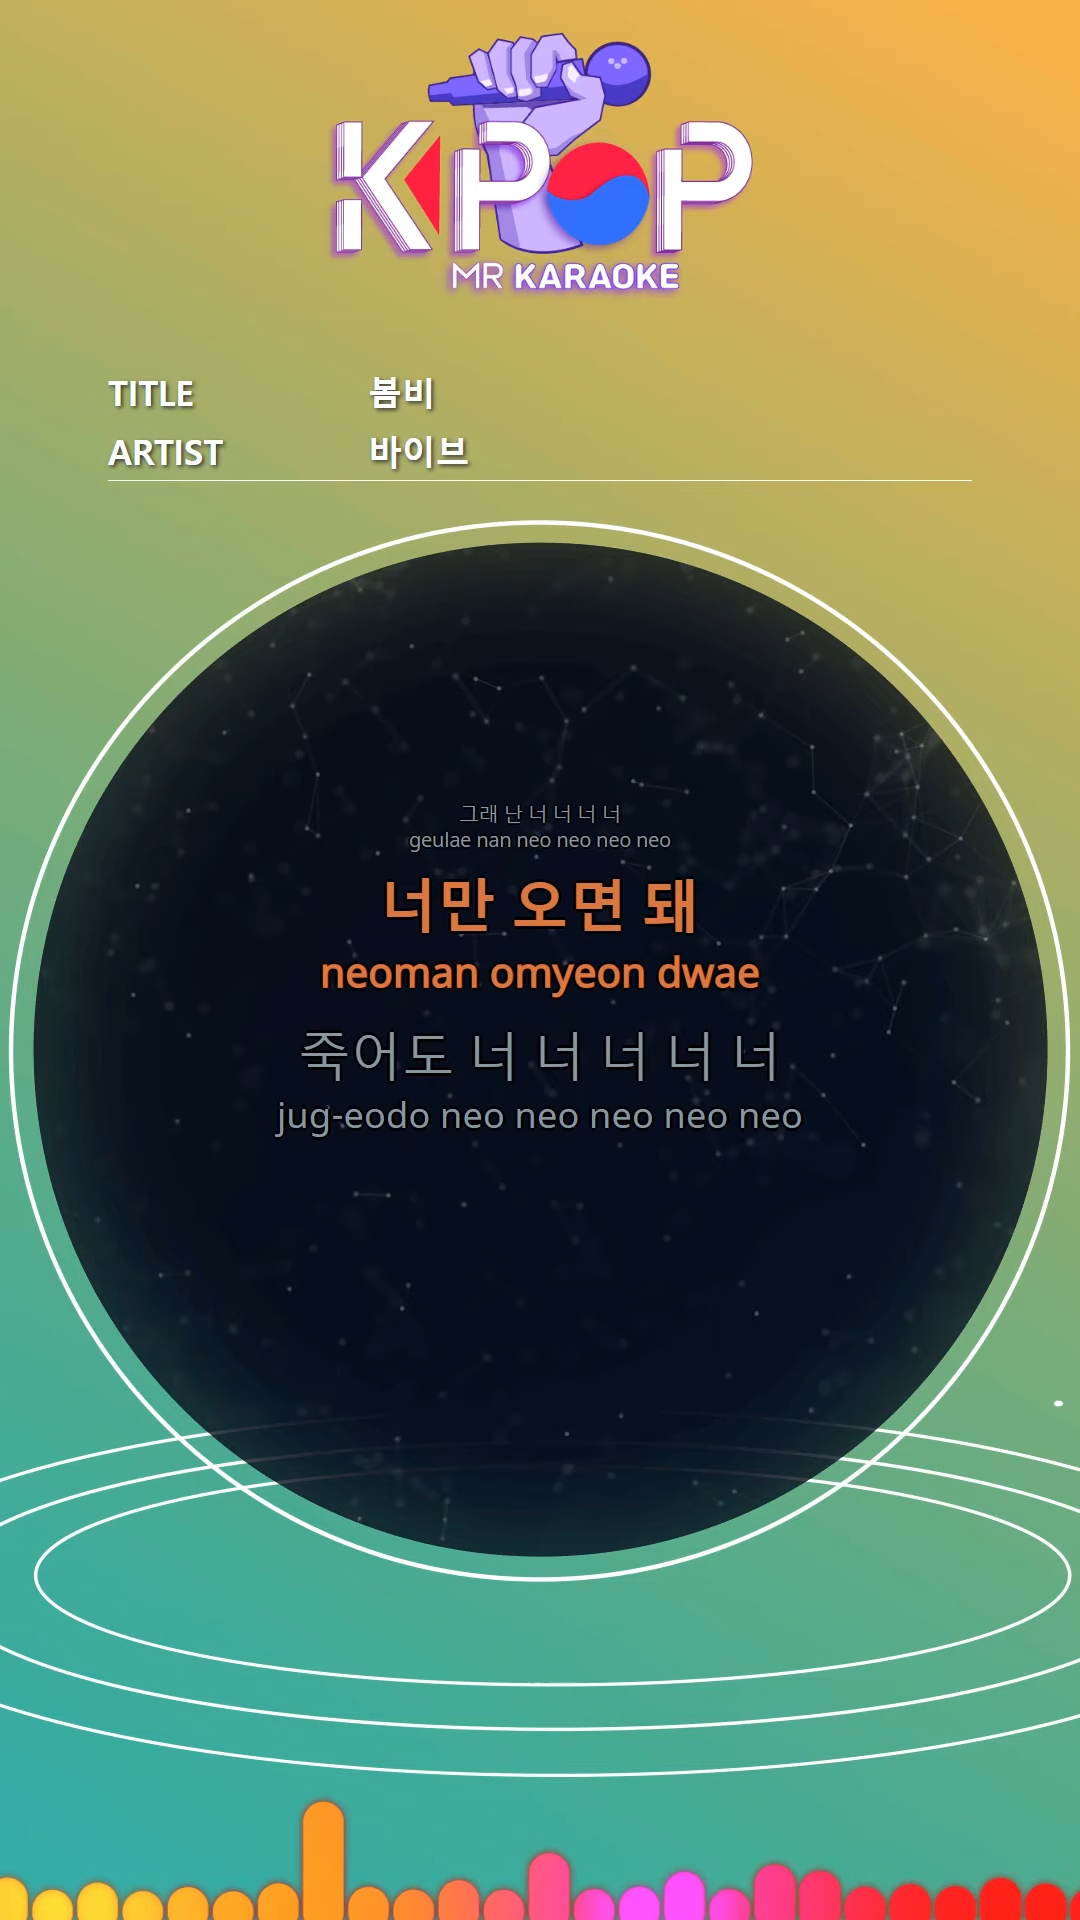 KPOP
MR KARAOKE
TITLE 봄비
ARTIST 바이브
그래 난 너 너 너 너
geulae nan neo neo neo neo
너만 오면 돼
neoman omyeon dwae
죽어도 너 너 너 너 너
jug-eodo neo neo neo neo neo